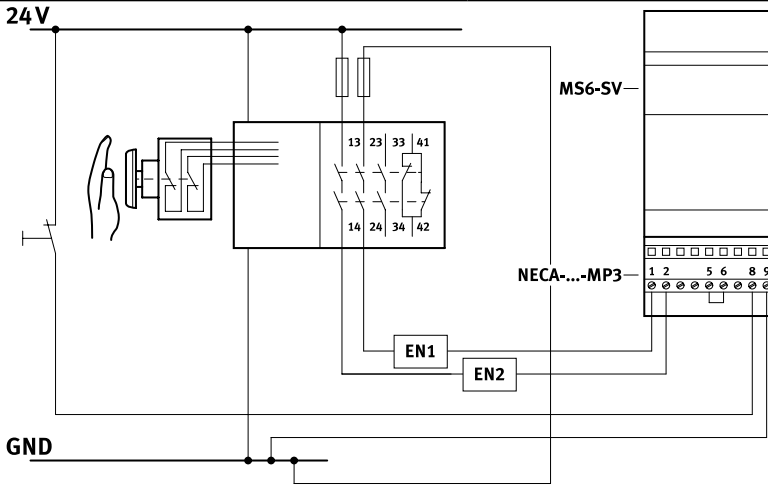 24 V
MS6-SV
13 23 33 41
14 24 34 42
NECA-...-MP3
1 2 5 6 8 9
EN1
EN2
GND